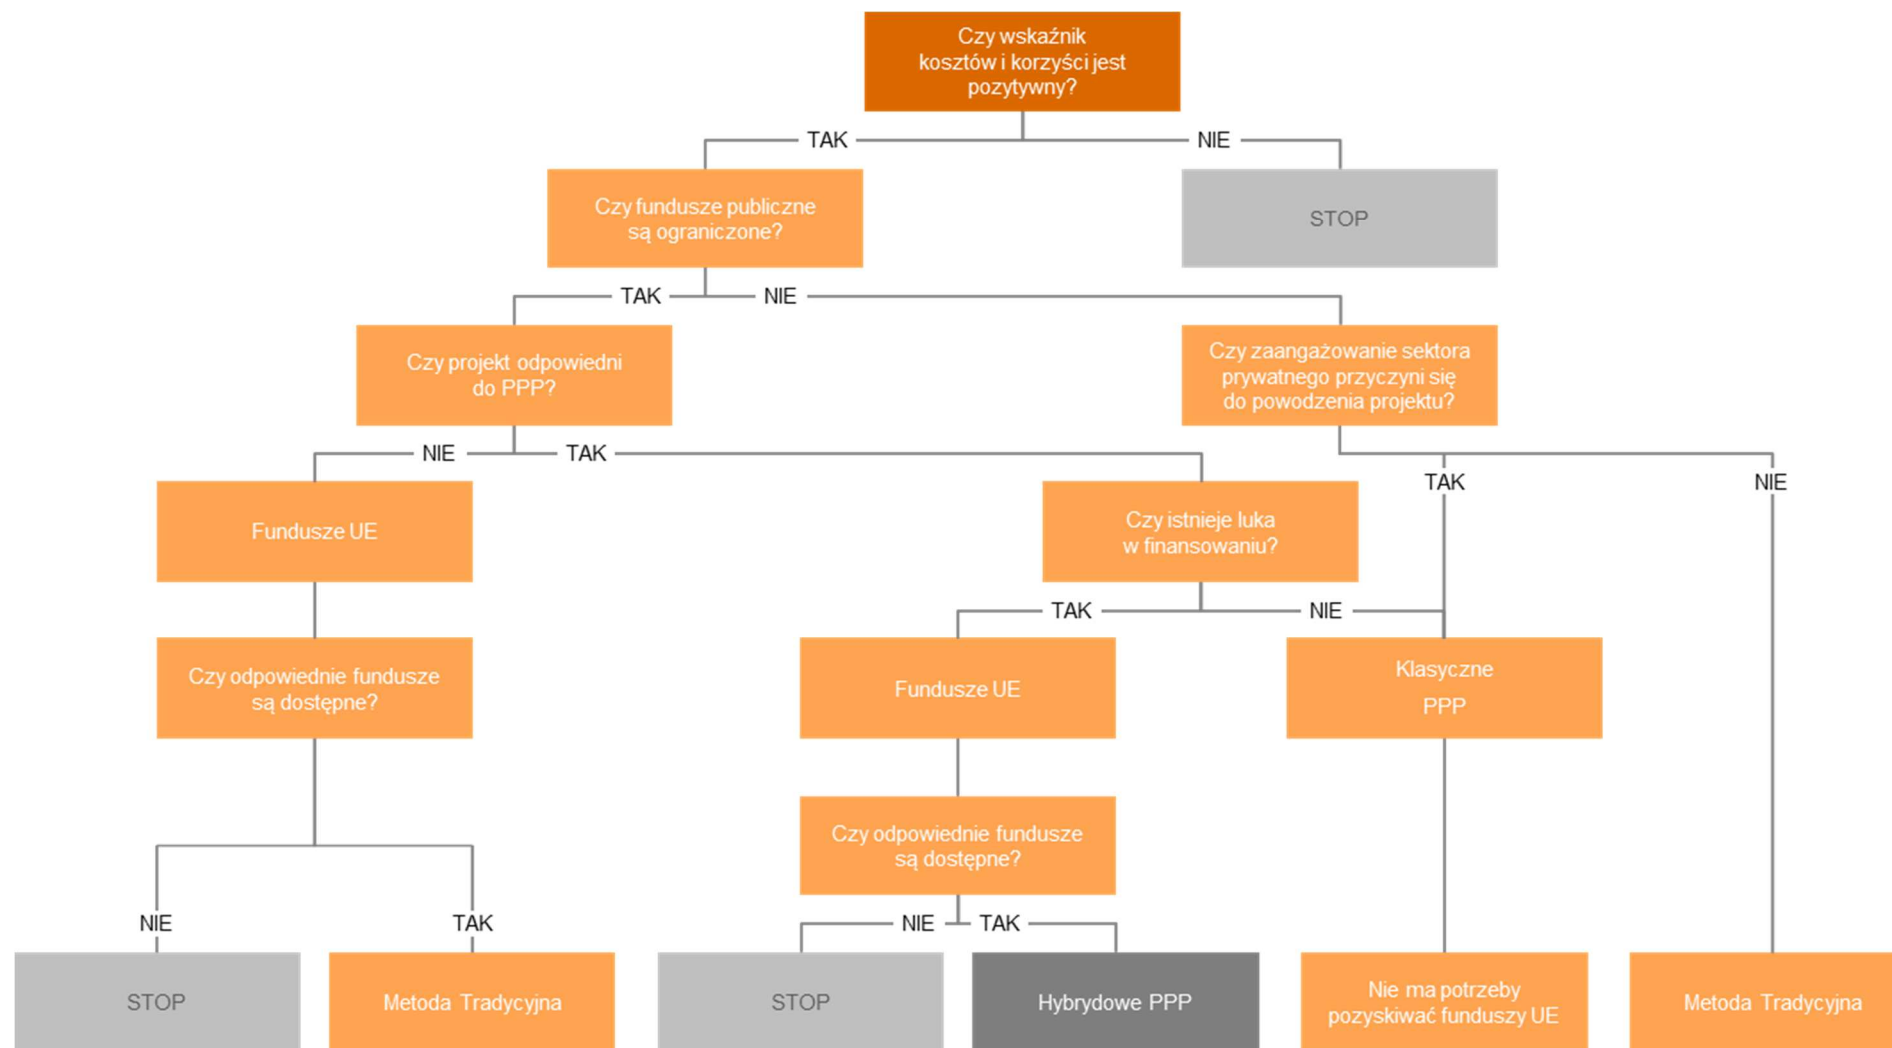 Czy wskaźnik
kosztów i korzyści jest
pozytywny?
TAK
NIE
Czy fundusze publiczne
są ograniczone?
STOP
TAK
NIE
Czy projekt odpowiedni
do PPP?
Czy zaangażowanie sektora
prywatnego przyczyni się
do powodzenia projektu?
NIE
TAK
TAK
NIE
Fundusze UE
Czy istnieje luka
w finansowaniu?
TAK
NIE
Czy odpowiednie fundusze
są dostępne?
Fundusze UE
Klasyczne
PPP
Czy odpowiednie fundusze
są dostępne?
NIE
TAK
NIE
TAK
STOP
Metoda Tradycyjna
STOP
Hybrydowe PPP
Nie ma potrzeby
pozyskiwać funduszy UE
Metoda Tradycyjna